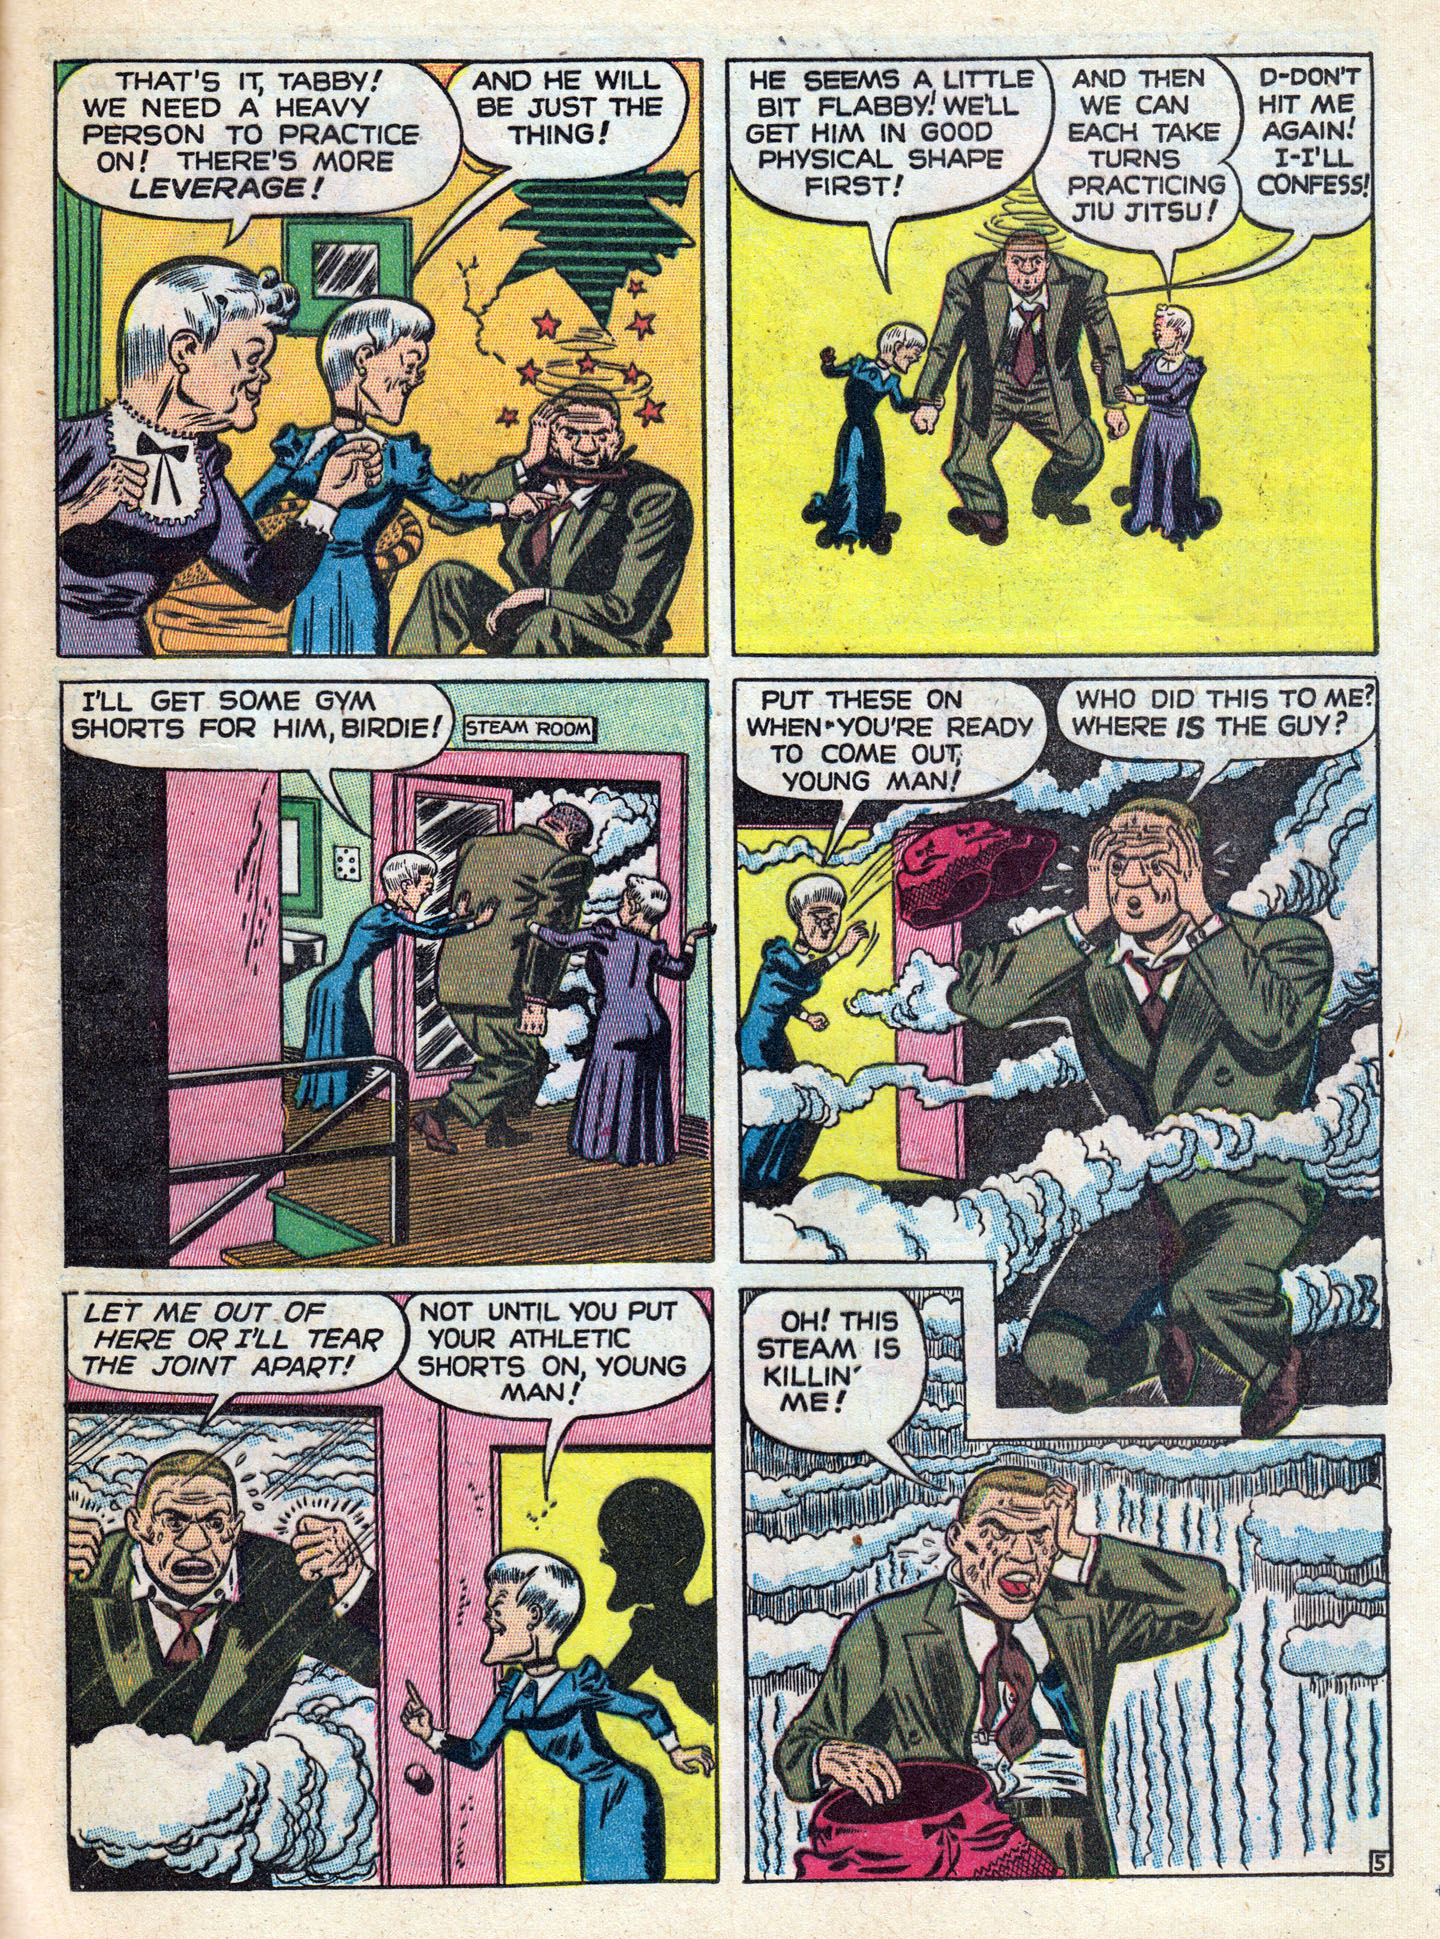 THAT'S IT, TABBY!
WE NEED A HEAVY
PERSON TO PRACTICE
ON! THERE'S MORE
LEVERAGE!
AND HE WILL
BE JUST THE
THING!
HE SEEMS A LITTLE
BIT FLABBY! WE'LL
GET HIM IN GOOD
PHYSICAL SHAPE
FIRST!
AND THEN
WE CAN
EACH TAKE
TURNS
PRACTICING
JIU JITSU!
D-DON'T
HIT ME
AGAIN!
I-I'LL
CONFESS!
I'LL GET SOME GYM
SHORTS FOR HIM, BIRDIE!
STEAM ROOM
PUT THESE ON
WHEN YOU'RE READY
TO COME OUT,
YOUNG MAN!
WHO DID THIS TO ME?
WHERE IS THE GUY?
LET ME OUT OF
HERE OR I'LL TEAR
THE JOINT APART!
NOT UNTIL YOU PUT
YOUR ATHLETIC
SHORTS ON, YOUNG
MAN!
OH! THIS
STEAM IS
KILLIN'
ME!
5